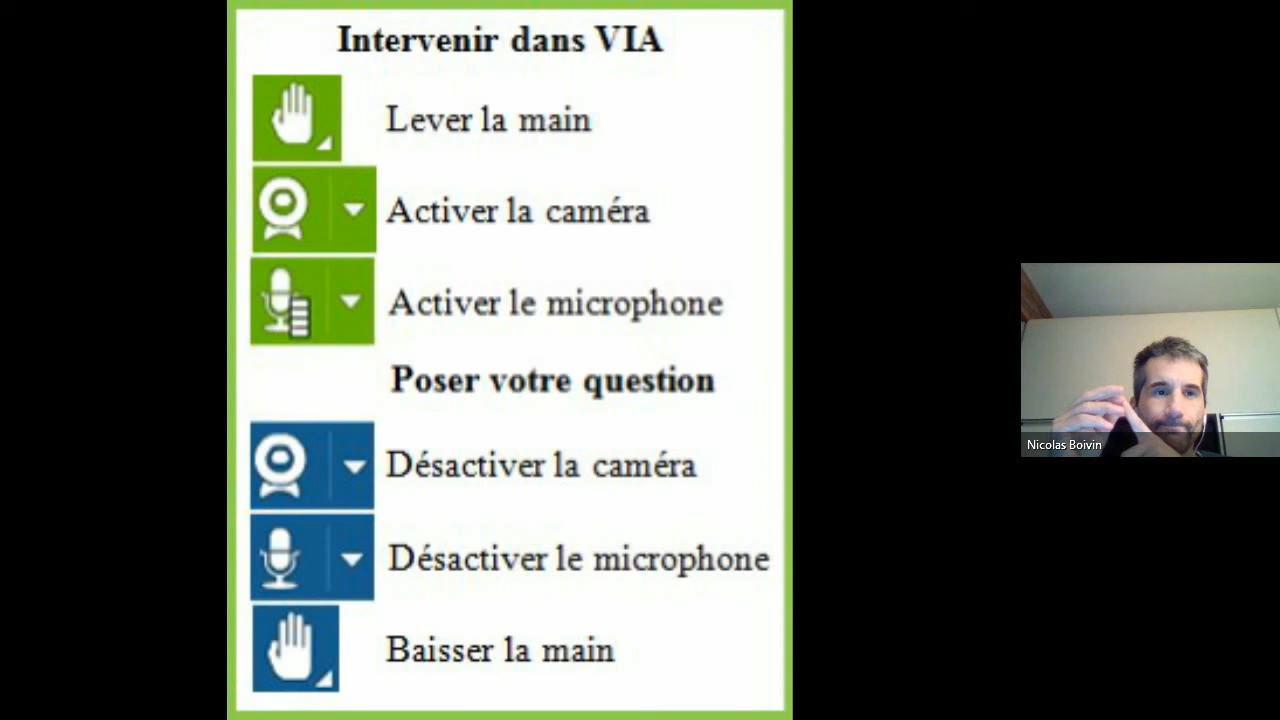 Intervenir dans VIA
Lever la main
Activer la caméra
Activer le microphone
Poser votre question
Désactiver la caméra
Désactiver le microphone
Baisser la main
Nicolas Boivin